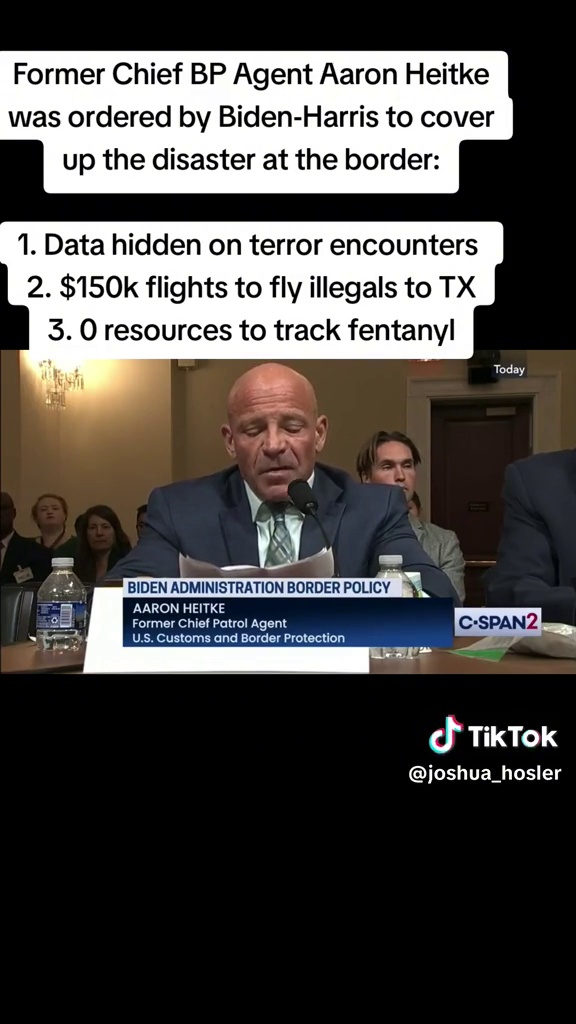 Former Chief BP Agent Aaron Heitke
was ordered by Biden-Harris to cover
up the disaster at the border:
1. Data hidden on terror encounters
2. $150k flights to fly illegals to TX
3. 0 resources to track fentanyl
Today
BIDEN ADMINISTRATION BORDER POLICY
AARON HEITKE
Former Chief Patrol Agent
U.S. Customs and Border Protection
C-SPAN2
TikTok
@joshua_hosler